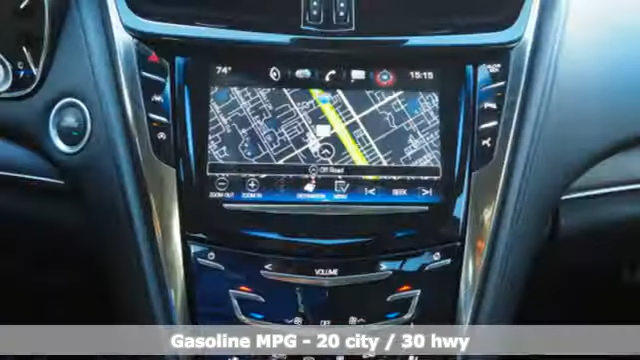 74° 15:15
Off Road
ZOOM OUT ZOOM IN DESTINATION MENU SEEK
VOLUME
OFF
Gasoline MPG - 20 city / 30 hwy